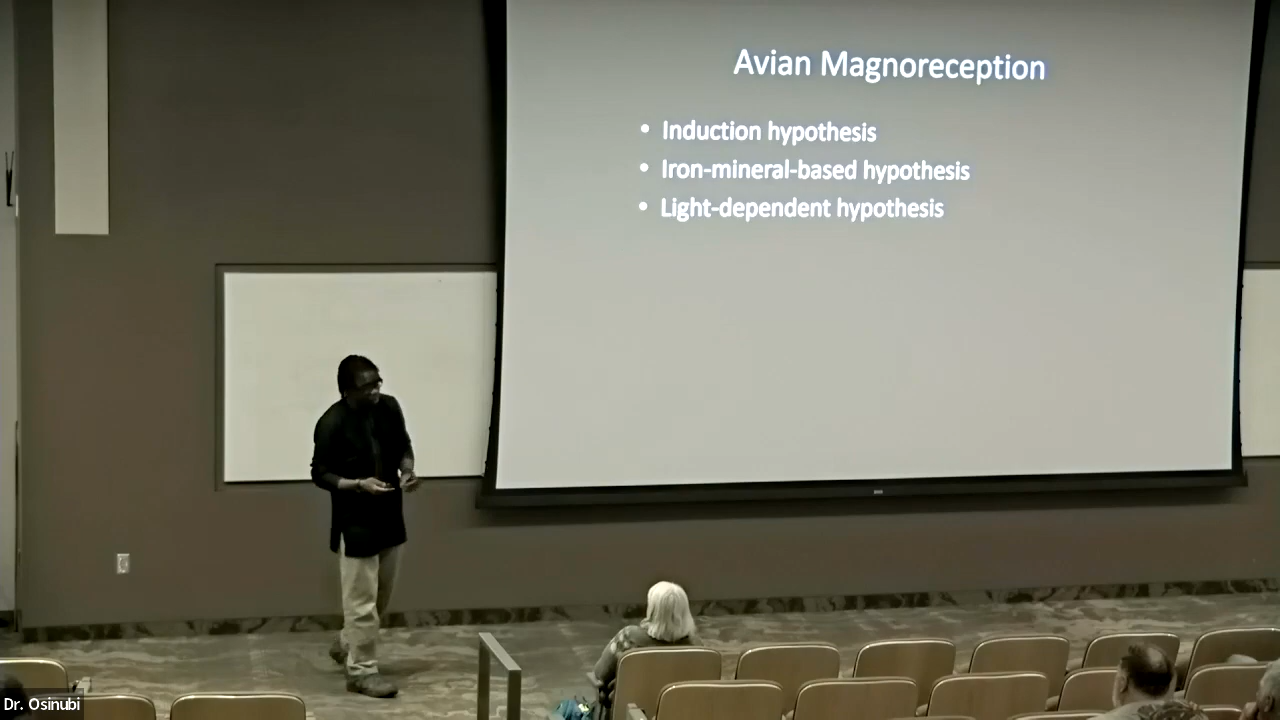 Avian Magnoreception
• Induction hypothesis
• Iron-mineral-based hypothesis
• Light-dependent hypothesis
Dr. Osinubi